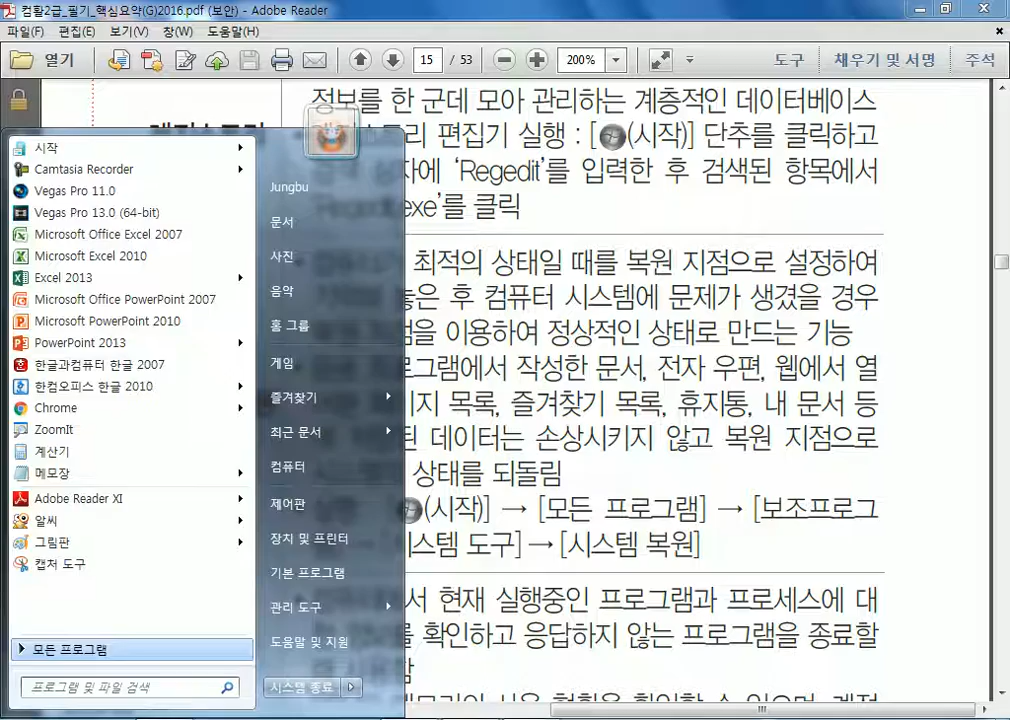 컴활2급_필기_핵심요약(G)2016.pdf (보안) - Adobe Reader
파일(F) 편집(E) 보기(V) 창(W) 도움말(H)
열기 15 / 53 200% 도구 채우기 및 서명 주석
시작
Camtasia Recorder
Vegas Pro 11.0
Vegas Pro 13.0 (64-bit)
Microsoft Office Excel 2007
Microsoft Excel 2010
Excel 2013
Microsoft Office PowerPoint 2007
Microsoft PowerPoint 2010
PowerPoint 2013
한글과컴퓨터 한글 2007
한컴오피스 한글 2010
Chrome
ZoomIt
계산기
메모장
Adobe Reader XI
알씨
그림판
캡처 도구
모든 프로그램
프로그램 및 파일 검색
Jungbu
문서
사진
음악
홈 그룹
게임
즐겨찾기
최근 문서
컴퓨터
제어판
장치 및 프린터
기본 프로그램
관리 도구
도움말 및 지원
시스템 종료
정보를 한 군데 모아 관리하는 계층적인 데이터베이스
리 편집기 실행 : [(시작)] 단추를 클릭하고
에 ‘Regedit’를 입력한 후 검색된 항목에서
exe’를 클릭
최적의 상태일 때를 복원 지점으로 설정하여
놓은 후 컴퓨터 시스템에 문제가 생겼을 경우
을 이용하여 정상적인 상태로 만드는 기능
로그램에서 작성한 문서, 전자 우편, 웹에서 열
지 목록, 즐겨찾기 목록, 휴지통, 내 문서 등
된 데이터는 손상시키지 않고 복원 지점으로
상태를 되돌림
(시작)] → [모든 프로그램] → [보조프로그
스템 도구] → [시스템 복원]
서 현재 실행중인 프로그램과 프로세스에 대
를 확인하고 응답하지 않는 프로그램을 종료할